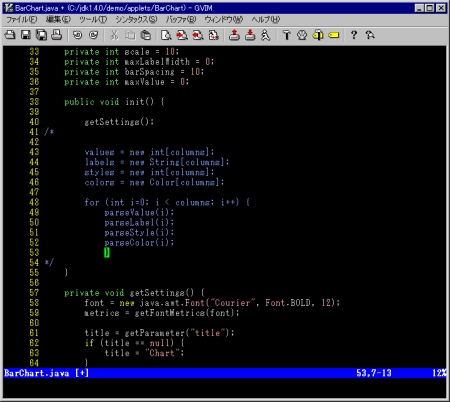 BarChart.java + (C:/jdk1.4.0/demo/applets/BarChart) - GVIM
ファイル(F) 編集(E) ツール(T) シンタックス(S) バッファ(B) ウィンドウ(W) ヘルプ(H)
33 private int scale = 10;
34 private int maxLabelWidth = 0;
35 private int barSpacing = 10;
36 private int maxValue = 0;
37
38 public void init() {
39
40 getSettings();
41 /*
42
43 values = new int[columns];
44 labels = new String[columns];
45 styles = new int[columns];
46 colors = new Color[columns];
47
48 for (int i=0; i < columns; i++) {
49 parseValue(i);
50 parseLabel(i);
51 parseStyle(i);
52 parseColor(i);
53 }
54 */
55 }
56
57 private void getSettings() {
58 font = new java.awt.Font("Courier", Font.BOLD, 12);
59 metrics = getFontMetrics(font);
60
61 title = getParameter("title");
62 if (title == null) {
63 title = "Chart";
64 }
BarChart.java [+] 53,7-13 12%